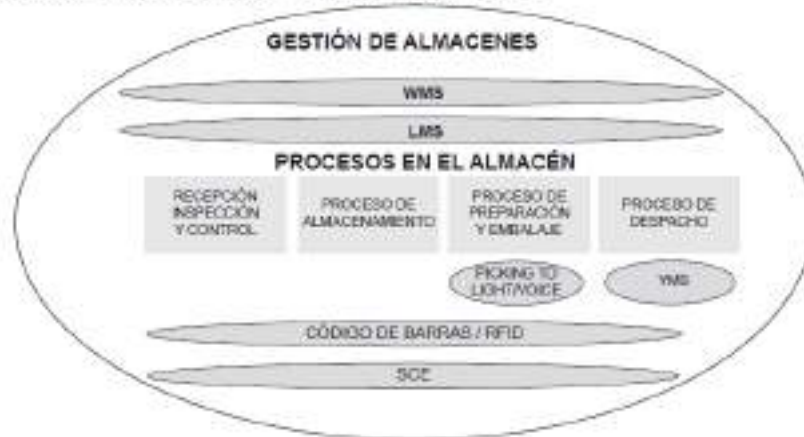 GESTIÓN DE ALMACENES
WMS
LMS
PROCESOS EN EL ALMACÉN
RECEPCIÓN
INSPECCIÓN
Y CONTROL
PROCESO DE
ALMACENAMIENTO
PROCESO DE
PREPARACIÓN
Y EMBALAJE
PROCESO DE
DESPACHO
PICKING TO
LIGHT/VOICE
YMS
CÓDIGO DE BARRAS / RFID
SCE